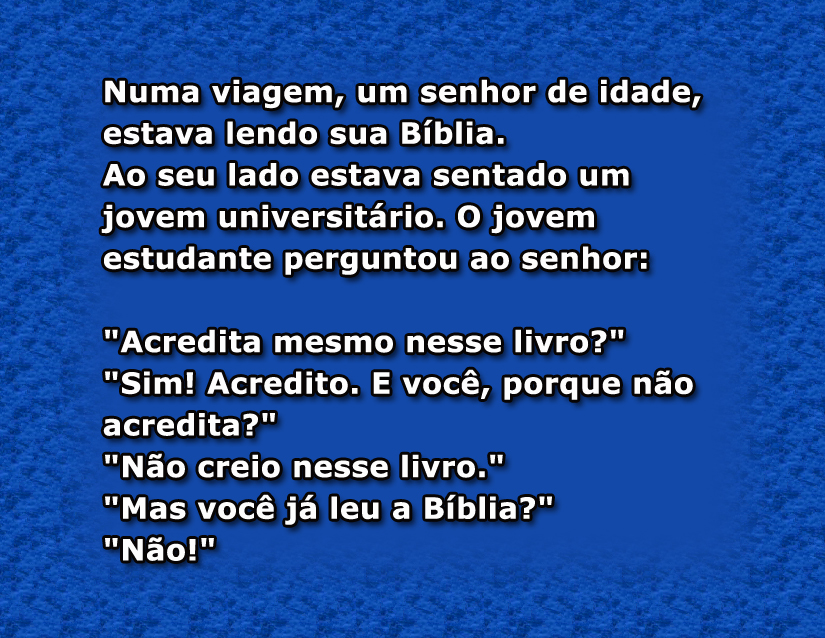 Numa viagem, um senhor de idade,
estava lendo sua Bíblia.
Ao seu lado estava sentado um
jovem universitário. O jovem
estudante perguntou ao senhor:
"Acredita mesmo nesse livro?"
"Sim! Acredito. E você, porque não
acredita?"
"Não creio nesse livro."
"Mas você já leu a Bíblia?"
"Não!"